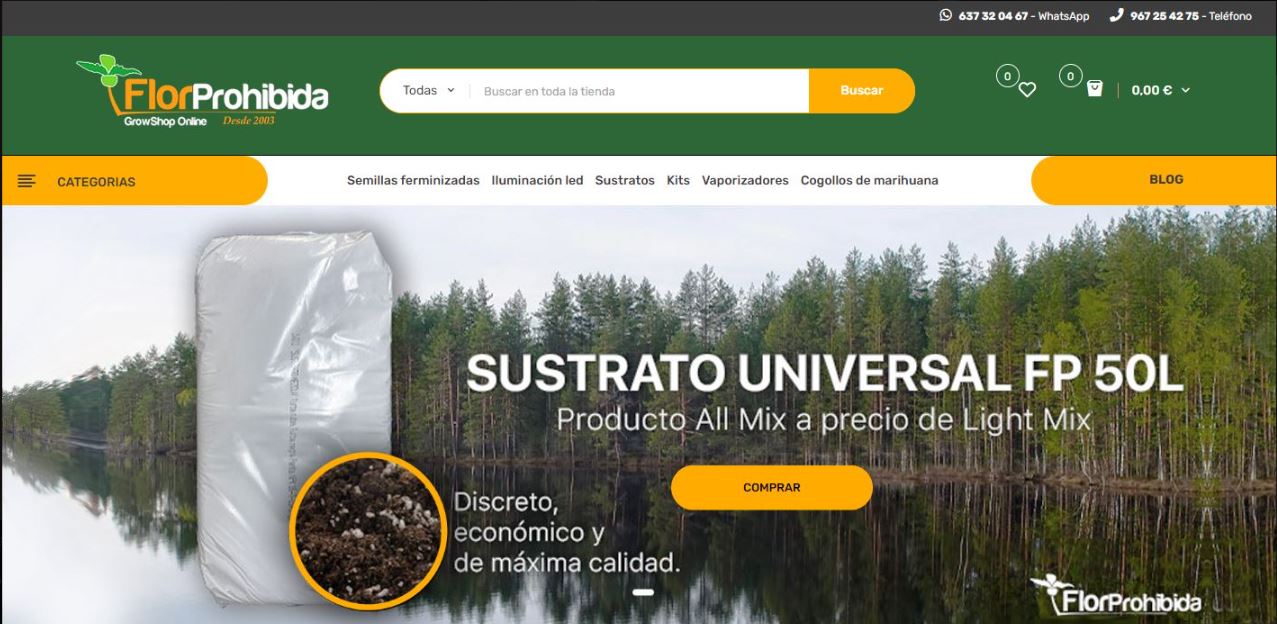 637 32 04 67 - WhatsApp 967 25 42 75 - Teléfono
FlorProhibida
GrowShop Online Desde 2003
Todas Buscar en toda la tienda Buscar
0 0 0,00 €
CATEGORIAS
Semillas ferminizadas Iluminación led Sustratos Kits Vaporizadores Cogollos de marihuana
BLOG
SUSTRATO UNIVERSAL FP 50L
Producto All Mix a precio de Light Mix
COMPRAR
Discreto,
económico y
de máxima calidad.
FlorProhibida